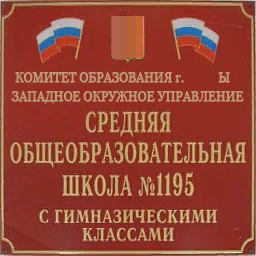 КОМИТЕТ ОБРАЗОВАНИЯ г. Ы
ЗАПАДНОЕ ОКРУЖНОЕ УПРАВЛЕНИЕ
СРЕДНЯЯ
ОБЩЕОБРАЗОВАТЕЛЬНАЯ
ШКОЛА №1195
С ГИМНАЗИЧЕСКИМИ
КЛАССАМИ